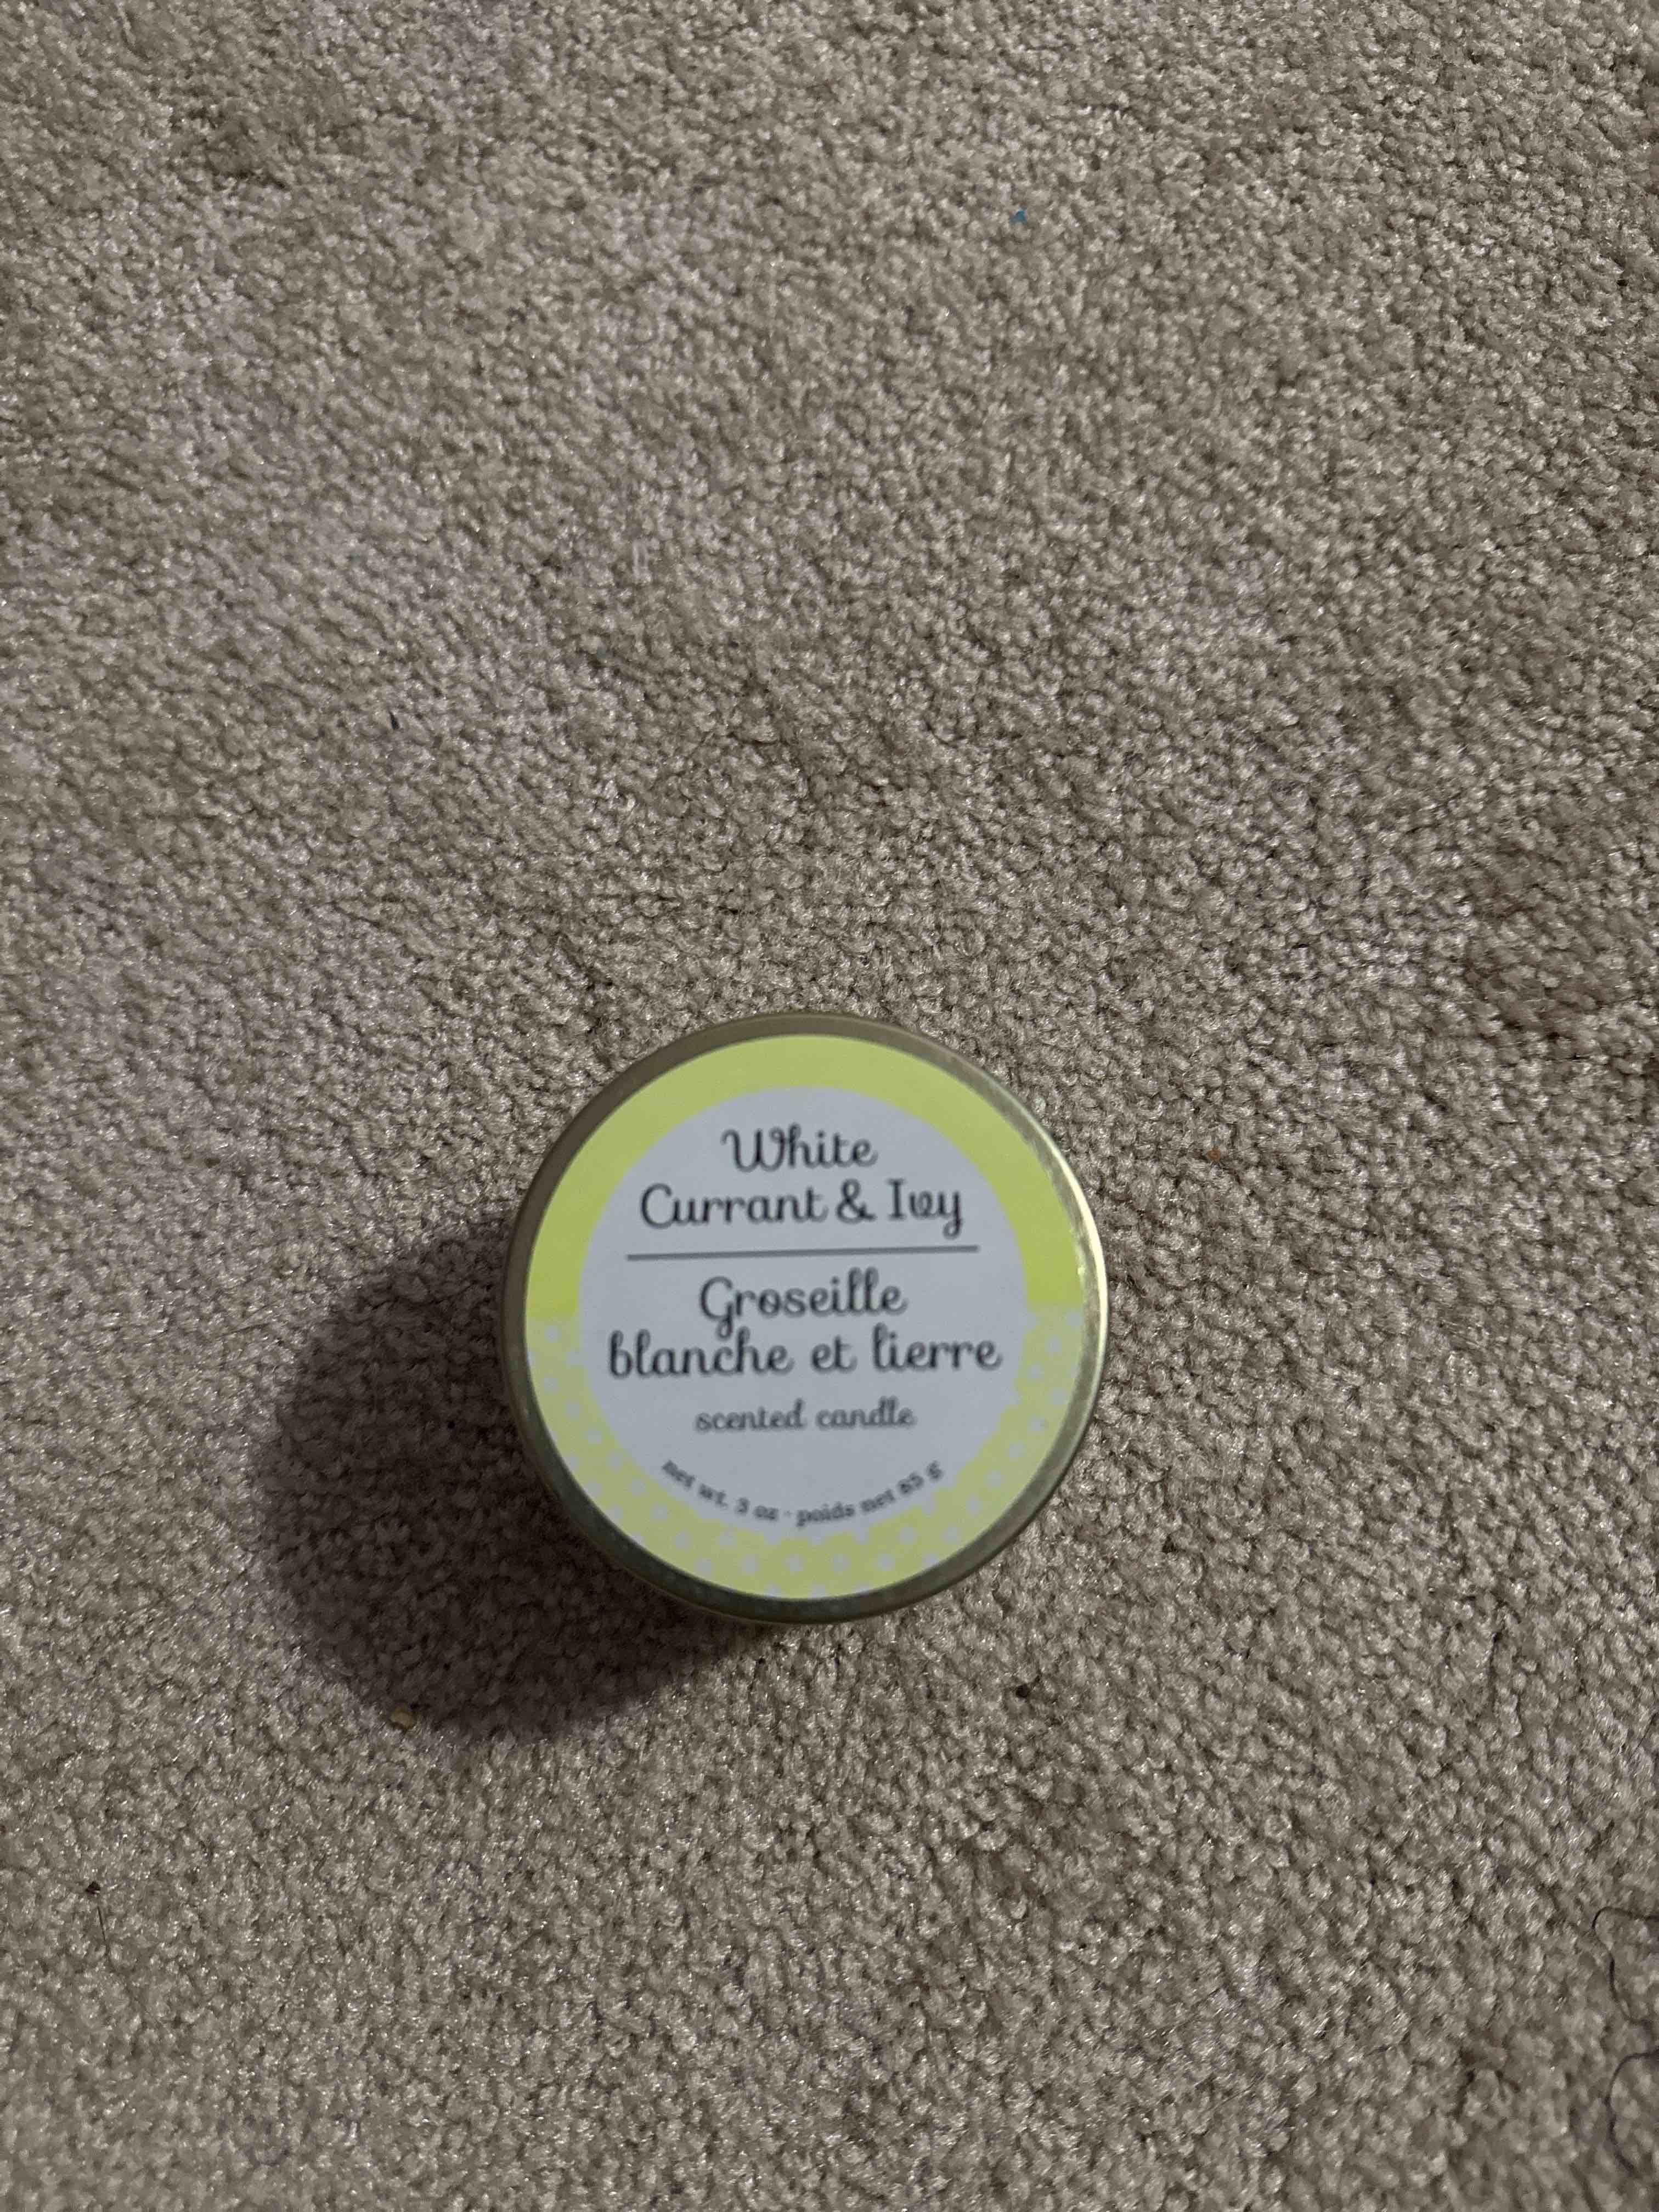 White
Currant & Ivy
Groseille
blanche et lierre
scented candle
net wt. 3 oz · poids net 85 g